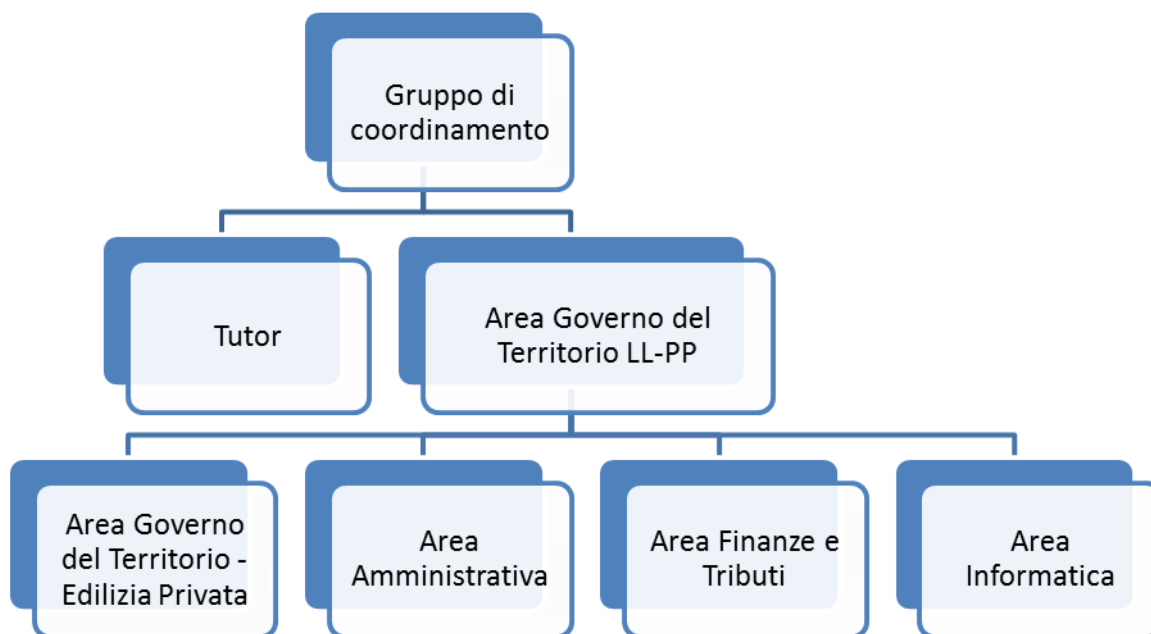 Gruppo di
coordinamento
Tutor
Area Governo del
Territorio LL-PP
Area Governo
del Territorio -
Edilizia Privata
Area
Amministrativa
Area Finanze e
Tributi
Area
Informatica